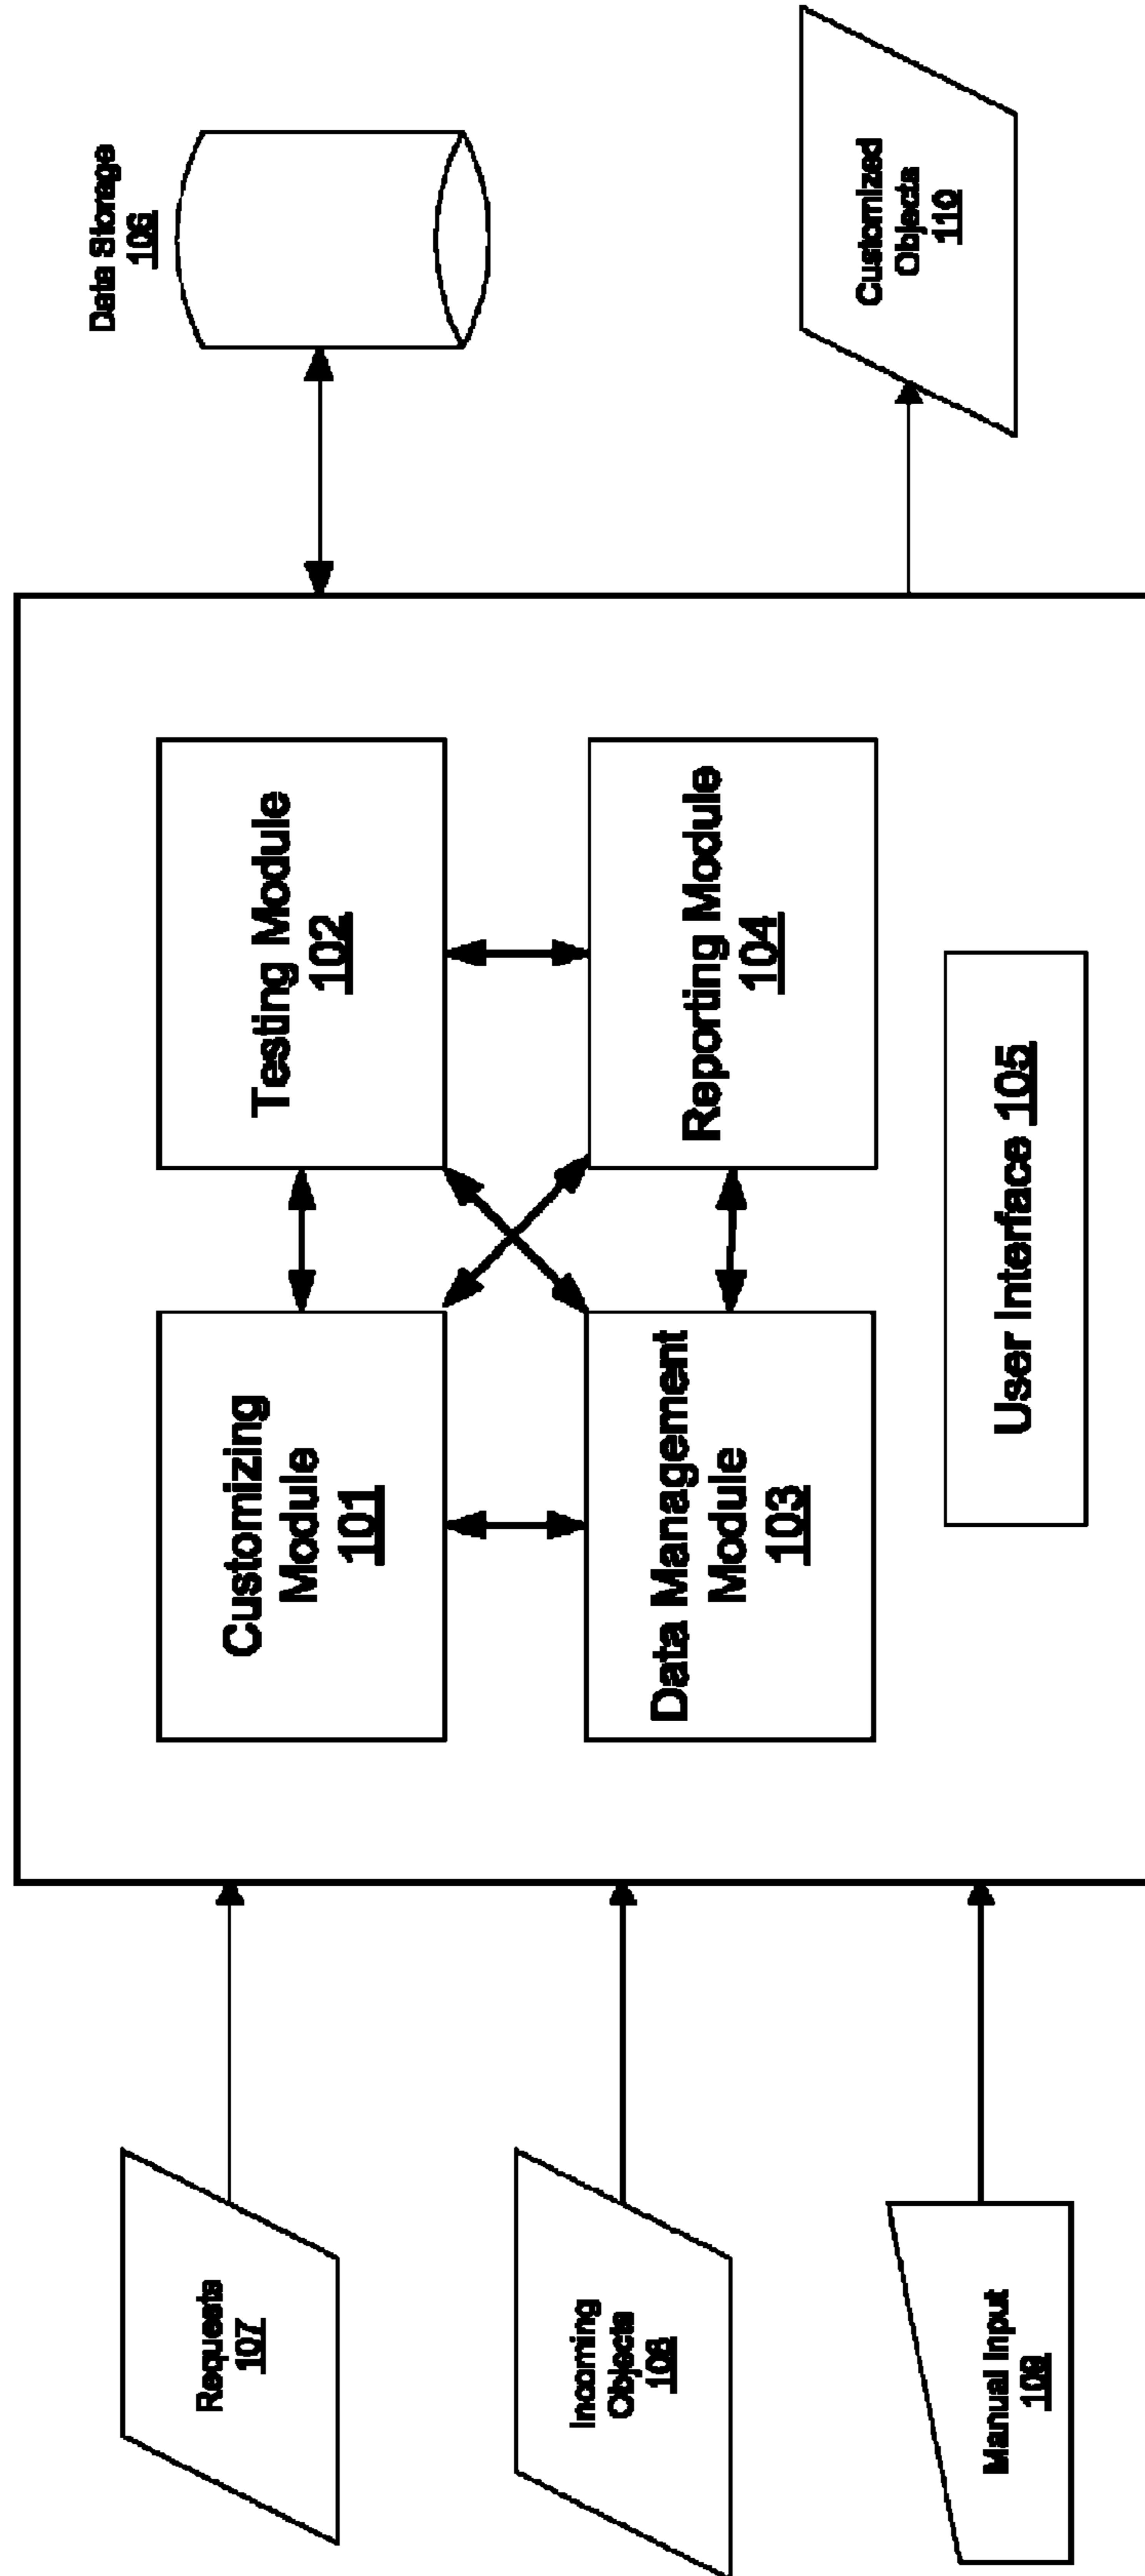 Requests
107
Incoming
Objects
108
Manual Input
109
Customizing
Module
101
Testing Module
102
Data Management
Module
103
Reporting Module
104
User Interface 105
Data Storage
106
Customized
Objects
110